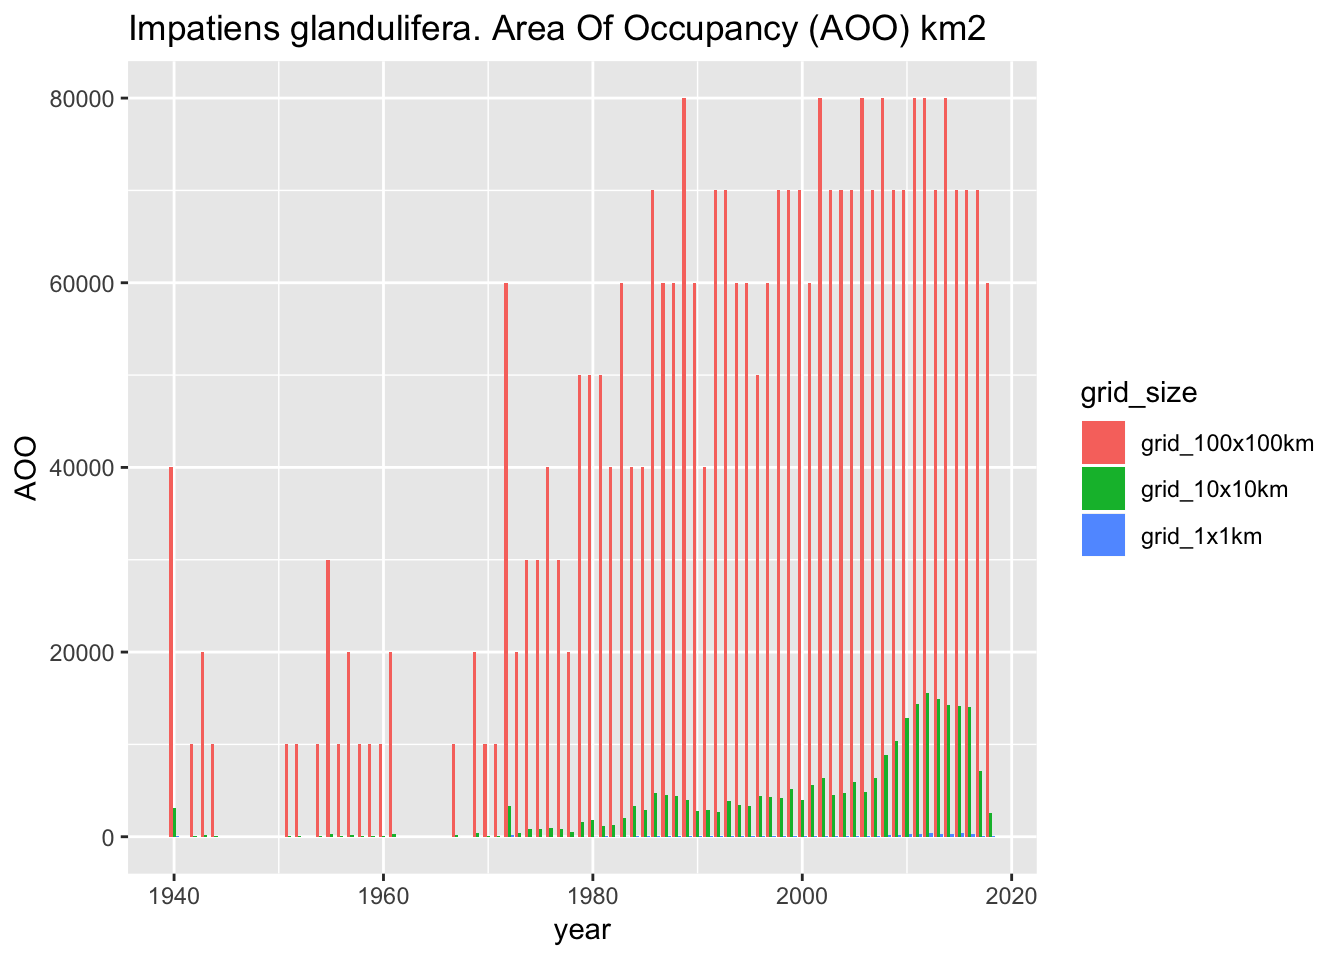 Impatiens glandulifera. Area Of Occupancy (AOO) km2
80000
60000
40000
20000
0
AOO
1940
1960
1980
2000
2020
year
grid_size
grid_100x100km
grid_10x10km
grid_1x1km